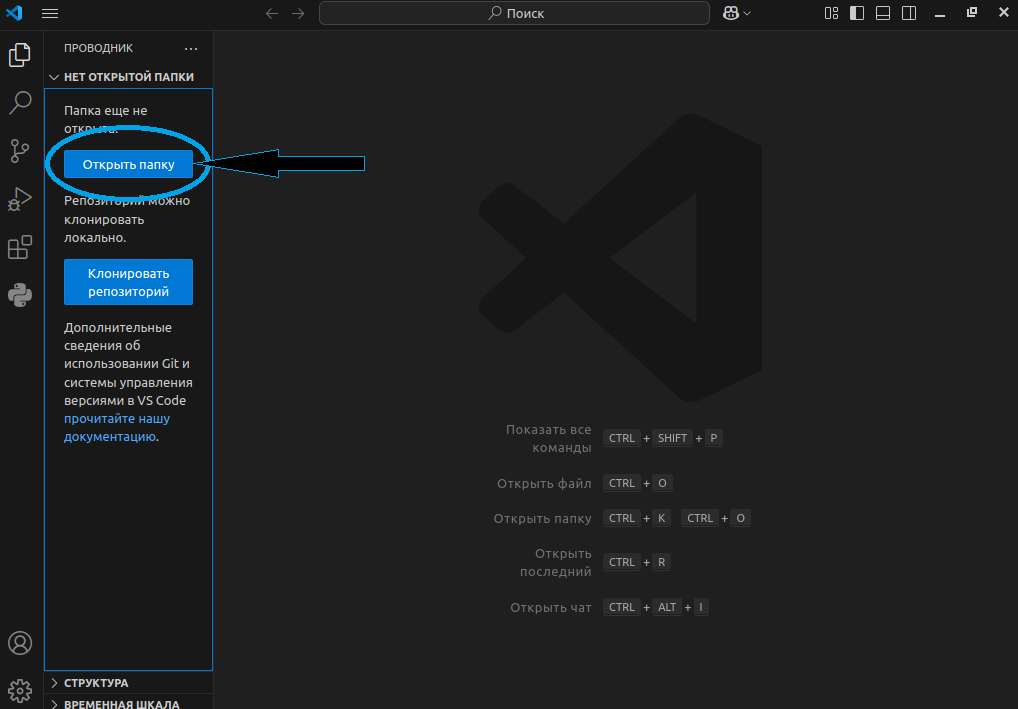 Поиск
ПРОВОДНИК
НЕТ ОТКРЫТОЙ ПАПКИ
Папка еще не
открыта.
Открыть папку
Репозиторий можно
клонировать
локально.
Клонировать
репозиторий
Дополнительные
сведения об
использовании Git и
системы управления
версиями в VS Code
прочитайте нашу
документацию.
СТРУКТУРА
ВРЕМЕННАЯ ШКАЛА
Показать все
команды CTRL + SHIFT + P
Открыть файл CTRL + O
Открыть папку CTRL + K CTRL + O
Открыть
последний CTRL + R
Открыть чат CTRL + ALT + I